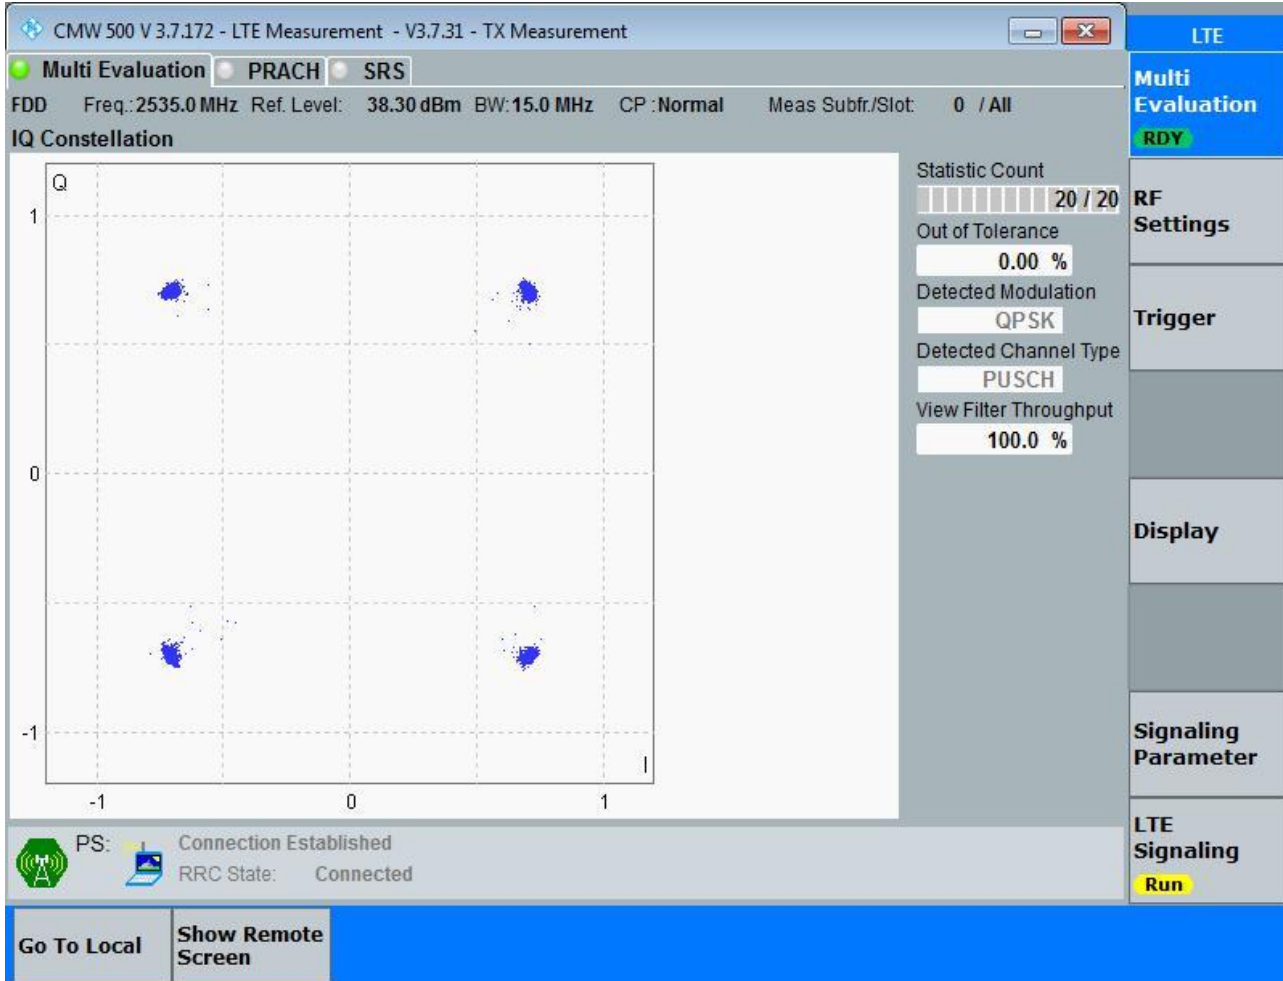 CMW 500 V 3.7.172 - LTE Measurement - V3.7.31 - TX Measurement
Multi Evaluation PRACH SRS
FDD Freq.: 2535.0 MHz Ref. Level: 38.30 dBm BW: 15.0 MHz CP : Normal Meas Subfr./Slot: 0 / All
IQ Constellation
Q
1
0
-1
I
-1 0 1
Statistic Count
20 / 20
Out of Tolerance
0.00 %
Detected Modulation
QPSK
Detected Channel Type
PUSCH
View Filter Throughput
100.0 %
PS: Connection Established
RRC State: Connected
LTE
Multi
Evaluation
RDY
RF
Settings
Trigger
Display
Signaling
Parameter
LTE
Signaling
Run
Go To Local
Show Remote
Screen